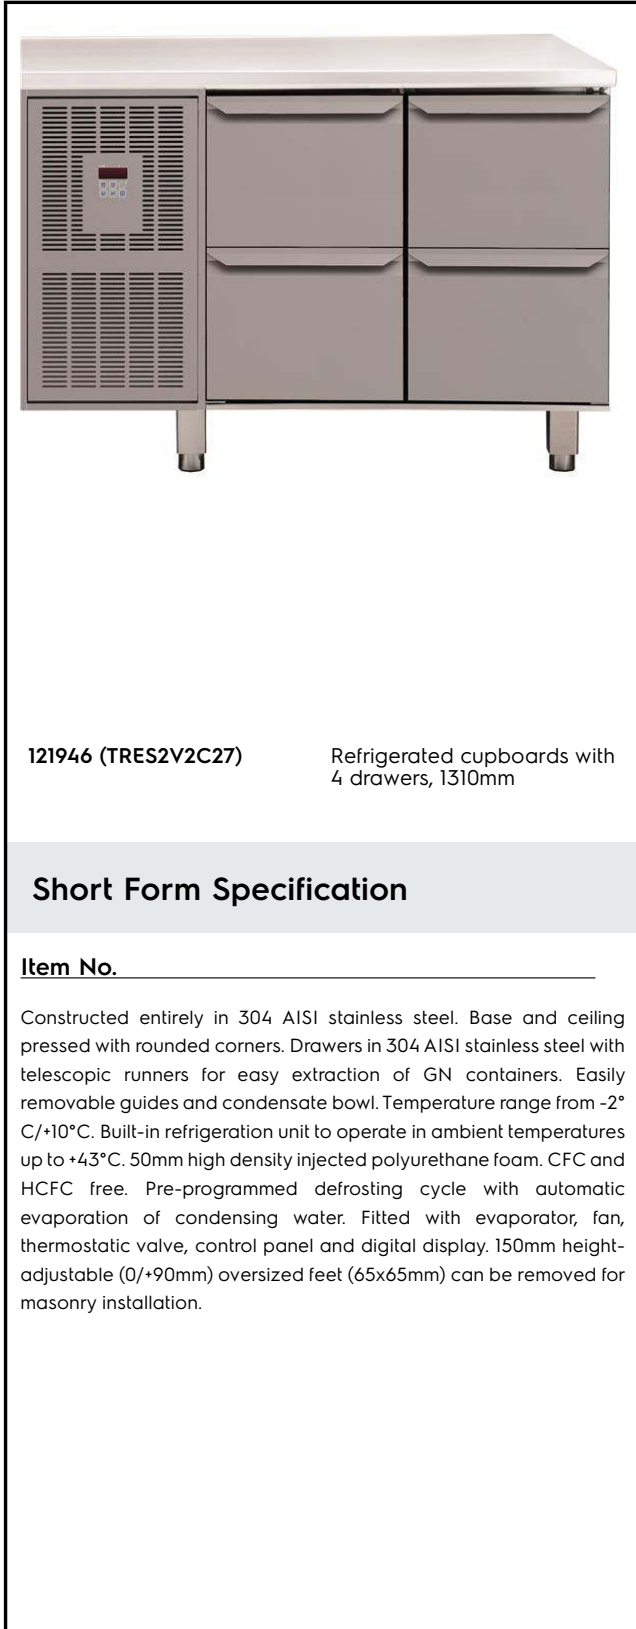 121946 (TRES2V2C27)
Refrigerated cupboards with
4 drawers, 1310mm
Short Form Specification
Item No.
Constructed entirely in 304 AISI stainless steel. Base and ceiling
pressed with rounded corners. Drawers in 304 AISI stainless steel with
telescopic runners for easy extraction of GN containers. Easily
removable guides and condensate bowl. Temperature range from -2°
C/+10°C. Built-in refrigeration unit to operate in ambient temperatures
up to +43°C. 50mm high density injected polyurethane foam. CFC and
HCFC free. Pre-programmed defrosting cycle with automatic
evaporation of condensing water. Fitted with evaporator, fan,
thermostatic valve, control panel and digital display. 150mm height-
adjustable (0/+90mm) oversized feet (65x65mm) can be removed for
masonry installation.